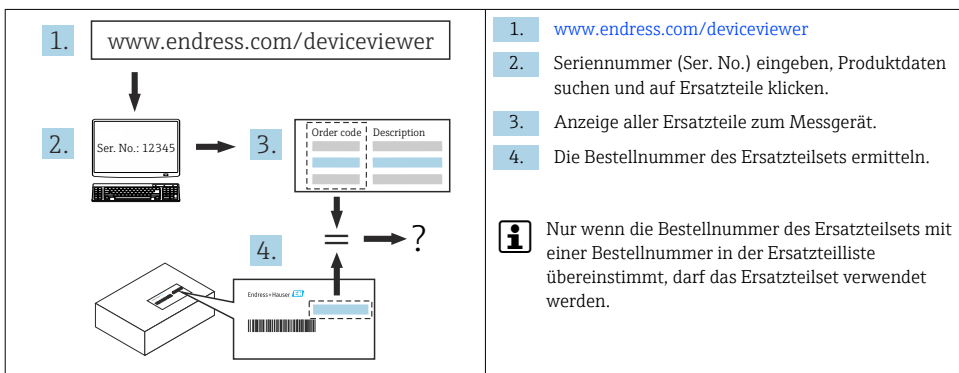 1.
www.endress.com/deviceviewer
2.
Ser. No.: 12345
3.
Order code
Description
=
?
4.
Endress+Hauser EH
1. www.endress.com/deviceviewer
2. Seriennummer (Ser. No.) eingeben, Produktdaten
suchen und auf Ersatzteile klicken.
3. Anzeige aller Ersatzteile zum Messgerät.
4. Die Bestellnummer des Ersatzteilsets ermitteln.
i
Nur wenn die Bestellnummer des Ersatzteilsets mit
einer Bestellnummer in der Ersatzteilliste
übereinstimmt, darf das Ersatzteilset verwendet
werden.